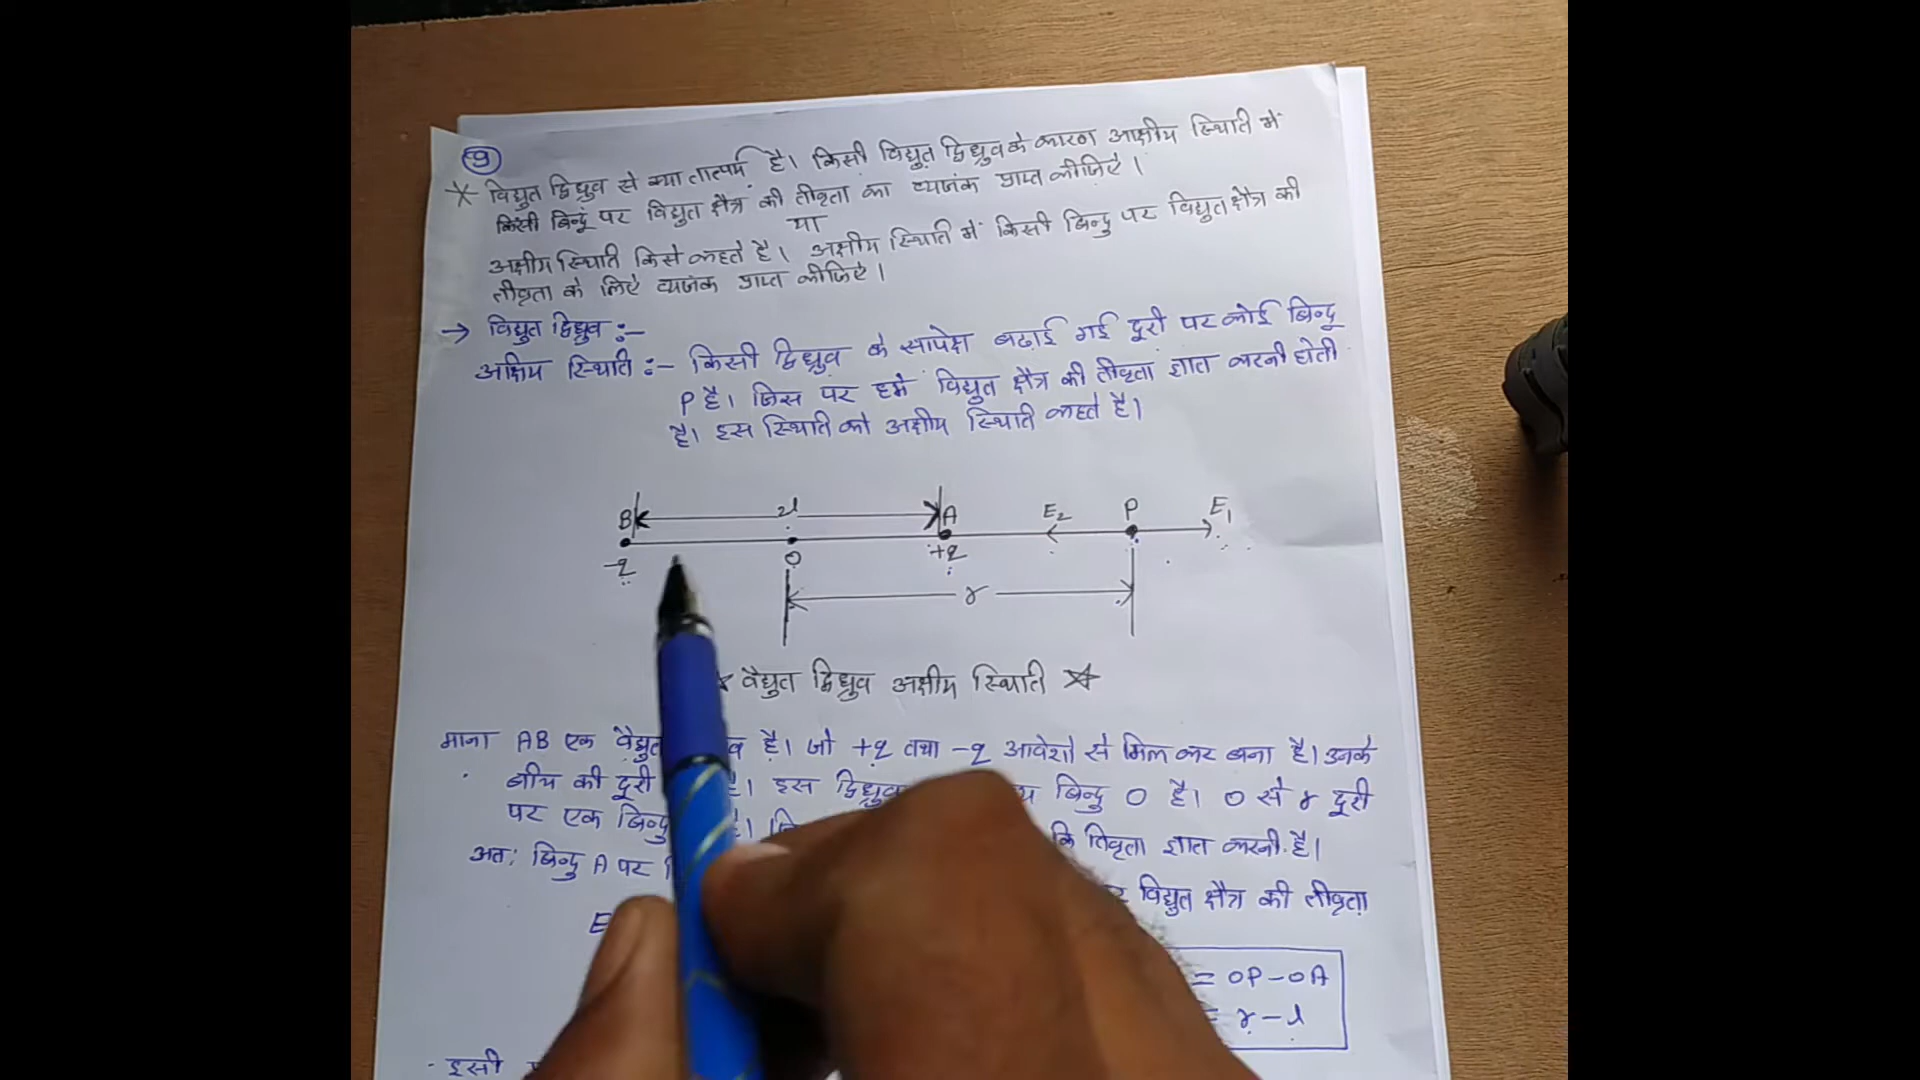 9
* विद्युत द्विध्रुव से क्या तात्पर्य है। किसी विद्युत द्विध्रुव के कारण अक्षीय स्थिति में
किसी बिन्दु पर विद्युत क्षेत्र की तीव्रता का व्यंजक प्राप्त कीजिऐ।
या
अक्षीय स्थिति किसे कहते है। अक्षीय स्थिति में किसी बिन्दु पर विद्युत क्षेत्र की
तीव्रता के लिऐ व्यंजक प्राप्त कीजिऐ।
→ विद्युत द्विध्रुव :-
अक्षिय स्थिति :- किसी द्विध्रुव के सापेक्ष बढ़ाई गई दूरी पर कोई बिन्दू
P है। जिस पर हमें विद्युत क्षेत्र की तीव्रता ज्ञात करनी होती
है। इस स्थिति को अक्षीय स्थिति कहते है।
B 2l A E₂ P E₁
-q O +q
r
वैद्युत द्विध्रुव अक्षीय स्थिति
माना AB एक वैद्युत व है। जो +q तथा -q आवेशो से मिल कर बना है। उनके
बीच की दूरी है। इस द्विध्रुव बिन्दु O है। O से r दूरी
पर एक बिन्दु है। कि तिव्रता ज्ञात करनी है।
अत: बिन्दु A पर विद्युत क्षेत्र की तीव्रता
E
= OP-OA
= r-l
इसी